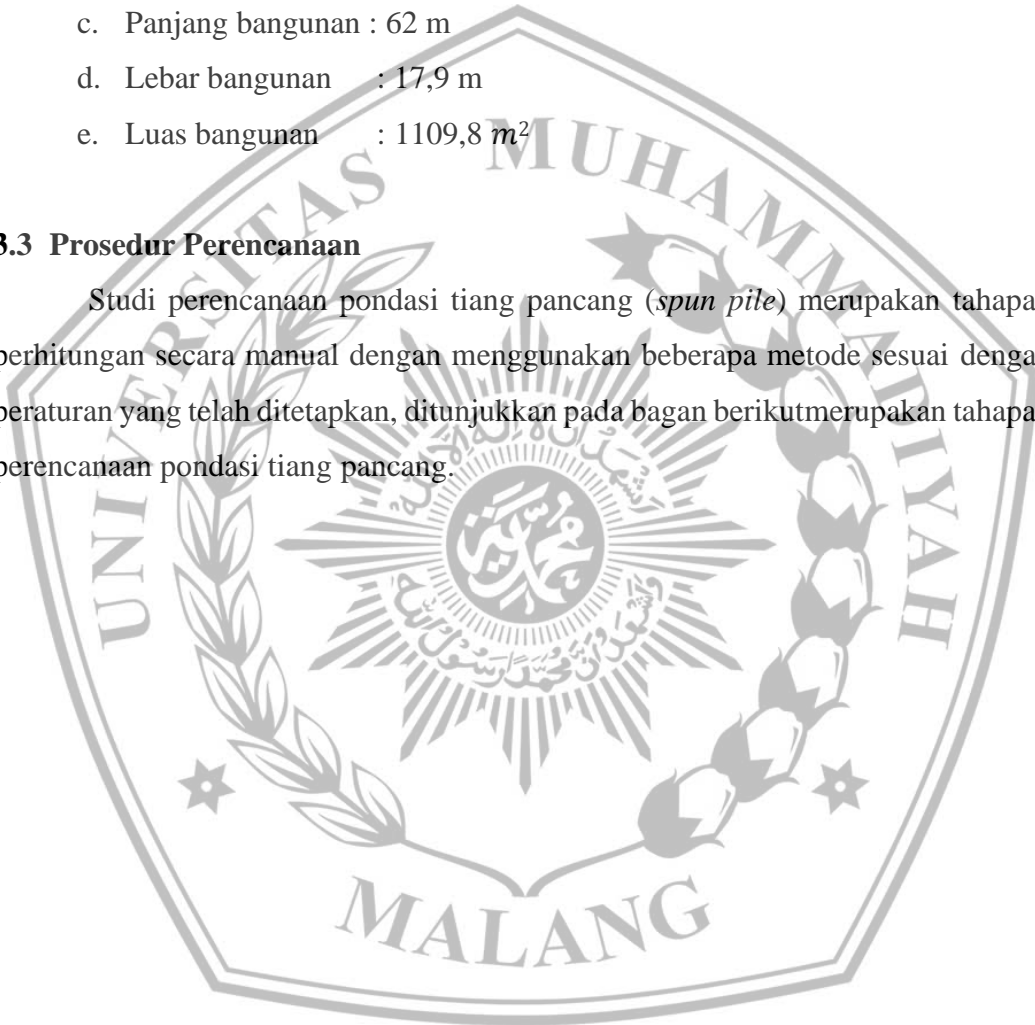 c. Panjang bangunan : 62 m
d. Lebar bangunan : 17,9 m
e. Luas bangunan : 1109,8 m²
3.3 Prosedur Perencanaan
Studi perencanaan pondasi tiang pancang (spun pile) merupakan tahapa
perhitungan secara manual dengan menggunakan beberapa metode sesuai denga
peraturan yang telah ditetapkan, ditunjukkan pada bagan berikutmerupakan tahapa
perencanaan pondasi tiang pancang.
UNIVERSITAS MUHAMMADIYAH
MALANG